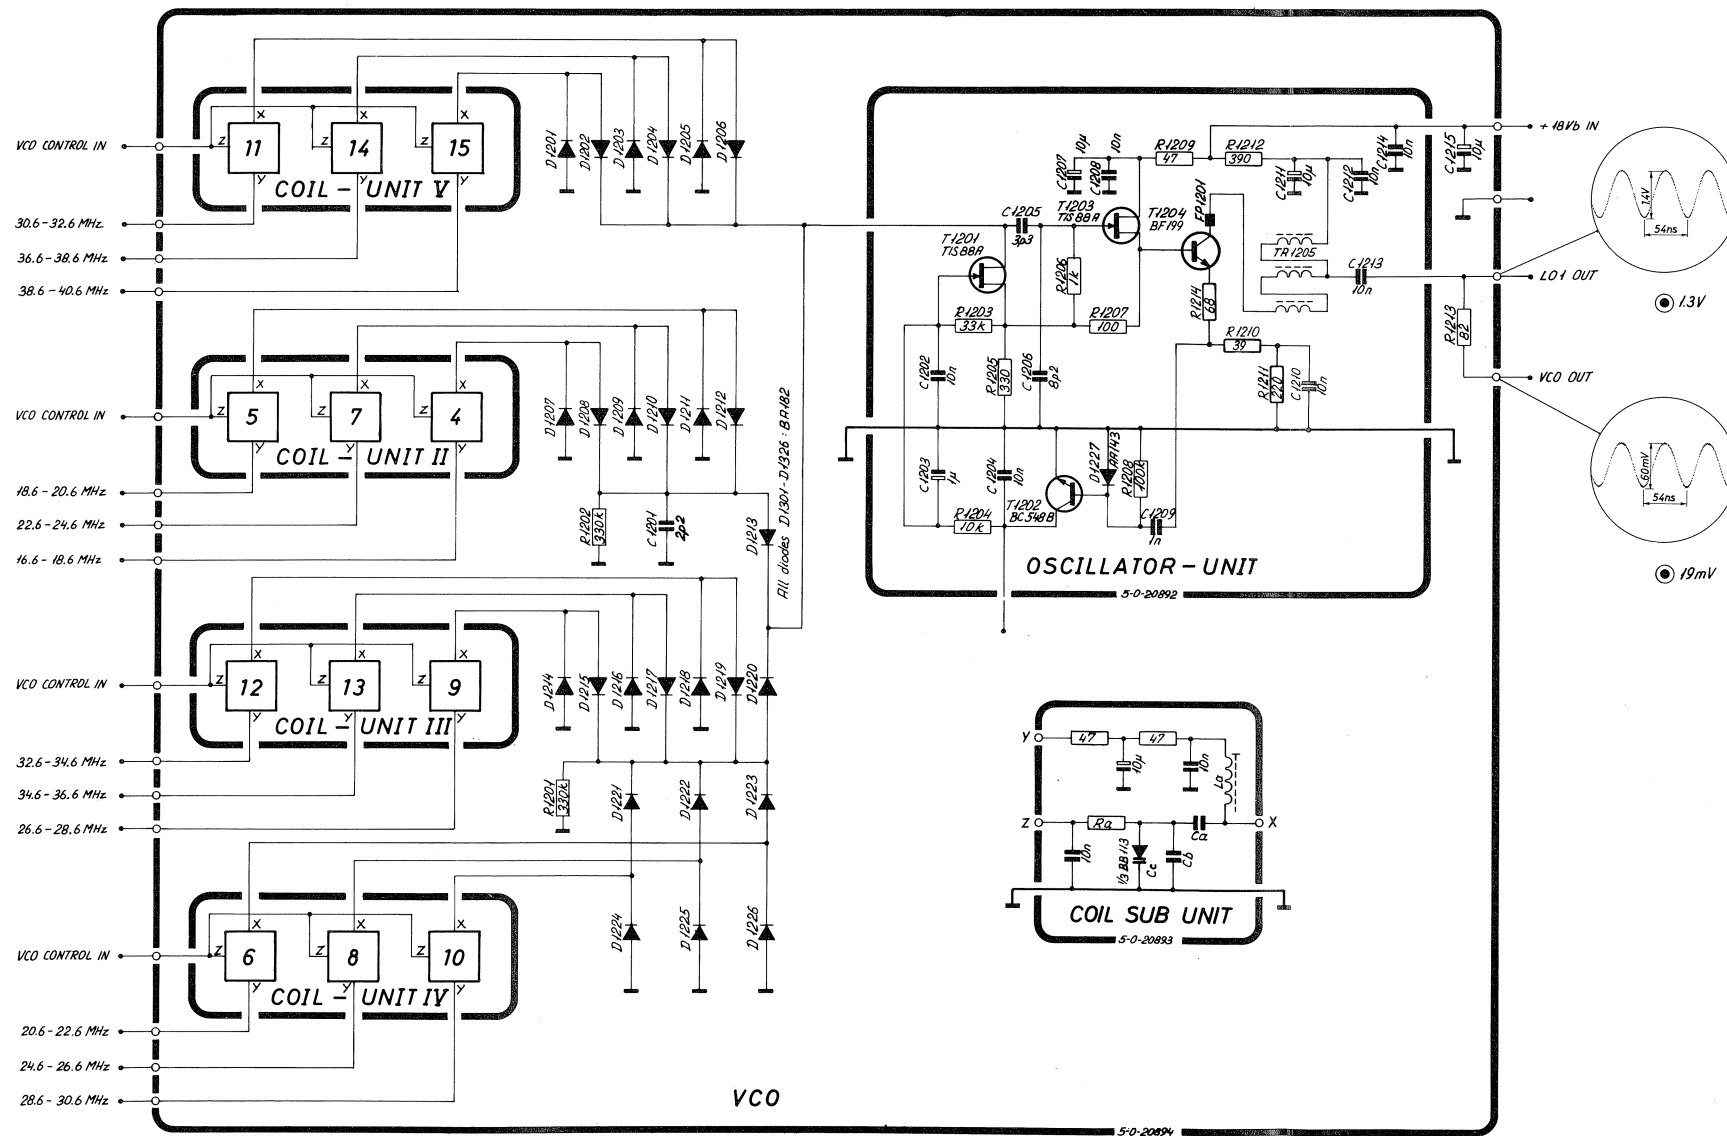 VCO CONTROL IN
30.6-32.6 MHz
36.6-38.6 MHz
38.6-40.6 MHz
Z 11 X Y
Z 14 X Y
Z 15 X Y
COIL - UNIT V
D1201
D1202
D1203
D1204
D1205
D1206
VCO CONTROL IN
18.6-20.6 MHz
22.6-24.6 MHz
16.6-18.6 MHz
Z 5 X Y
Z 7 X Y
Z 4 X Y
COIL - UNIT II
D1207
D1208
D1209
D1210
D1211
D1212
R1202
330k
C1201
2p2
D1213
All diodes D1301-D1326: BA182
VCO CONTROL IN
32.6-34.6 MHz
34.6-36.6 MHz
26.6-28.6 MHz
Z 12 X Y
Z 13 X Y
Z 9 X Y
COIL - UNIT III
D1214
D1215
D1216
D1217
D1218
D1219
D1220
R1201
330k
D1221
D1222
D1223
VCO CONTROL IN
20.6-22.6 MHz
24.6-26.6 MHz
28.6-30.6 MHz
Z 6 X Y
Z 8 X Y
Z 10 X Y
COIL - UNIT IV
D1224
D1225
D1226
VCO
5-0-20894
T1201
TIS88A
C1205
3p3
C1207
10µ
C1208
10n
T1203
TIS88A
R1209
47
R1212
390
T1204
BF199
FP1201
C1211
10µ
C1212
10n
C1214
10n
C1215
10µ
TR1205
C1213
10n
R1206
1k
R1203
33k
R1207
100
R1214
68
R1210
39
C1202
10n
R1205
330
C1206
8p2
R1211
220
C1210
10n
C1203
1µ
C1204
10n
R1204
10k
T1202
BC548B
D1227
AA143
R1208
100k
C1209
1n
OSCILLATOR - UNIT
5-0-20892
+18Vb IN
LO1 OUT
R1213
82
VCO OUT
1.4V
54ns
1.3V
60mV
54ns
19mV
Y
47
47
10µ
10n
La
Z
Ra
Ca
X
10n
1/3 BB113
Cc
Cb
COIL SUB UNIT
5-0-20893